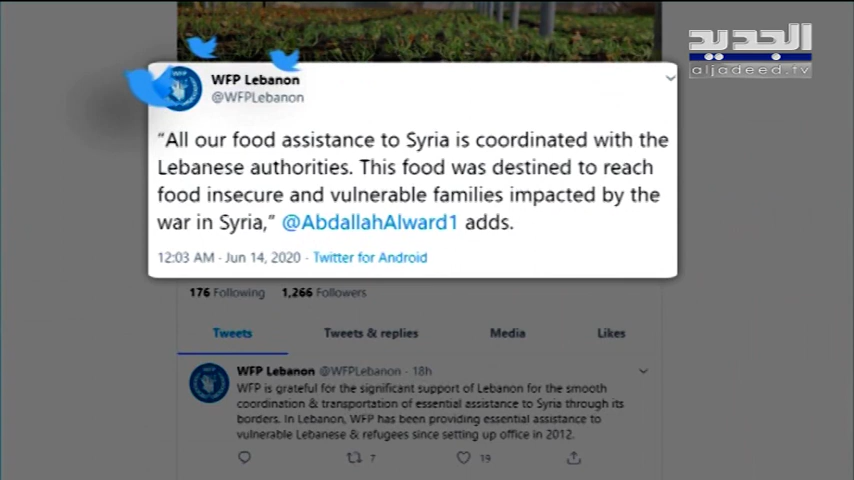 الجديد
aljadeed.tv
WFP Lebanon
@WFPLebanon
“All our food assistance to Syria is coordinated with the
Lebanese authorities. This food was destined to reach
food insecure and vulnerable families impacted by the
war in Syria,” @AbdallahAlward1 adds.
12:03 AM · Jun 14, 2020 · Twitter for Android
176 Following 1,266 Followers
Tweets Tweets & replies Media Likes
WFP Lebanon @WFPLebanon · 18h
WFP is grateful for the significant support of Lebanon for the smooth
coordination & transportation of essential assistance to Syria through its
borders. In Lebanon, WFP has been providing essential assistance to
vulnerable Lebanese & refugees since setting up office in 2012.
7 19